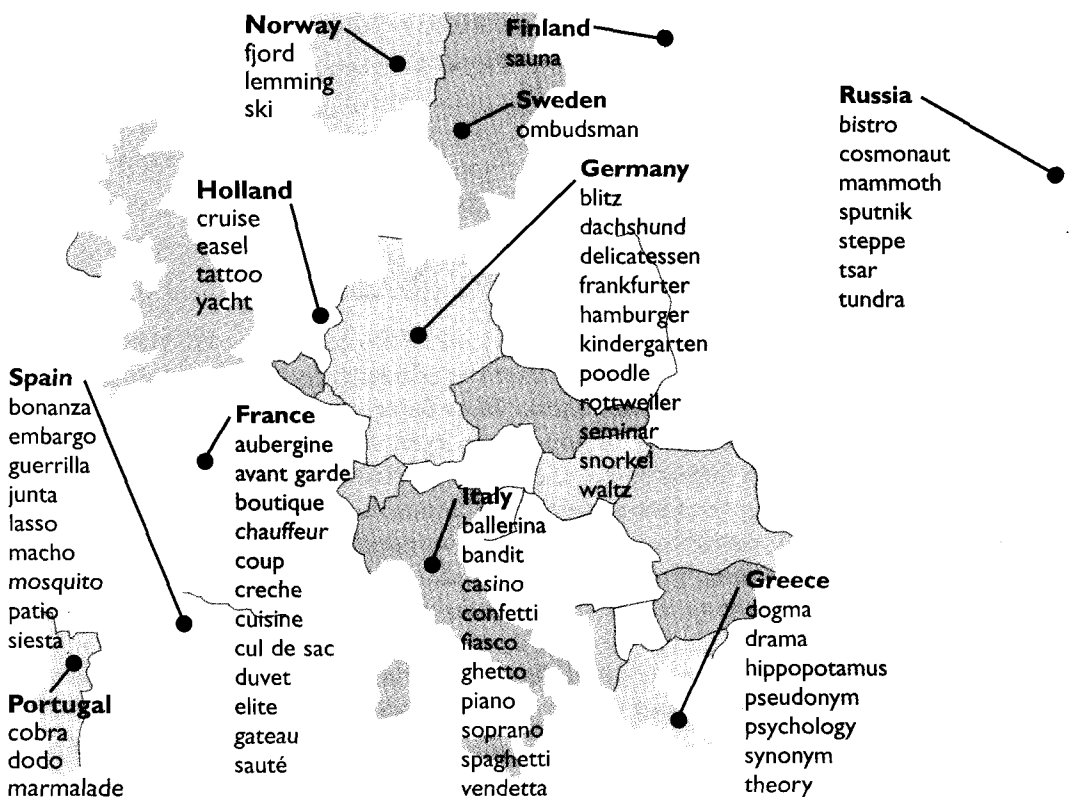 Norway
fjord
lemming
ski
Finland
sauna
Sweden
ombudsman
Russia
bistro
cosmonaut
mammoth
sputnik
steppe
tsar
tundra
Holland
cruise
easel
tattoo
yacht
Germany
blitz
dachshund
delicatessen
frankfurter
hamburger
kindergarten
poodle
rottweiler
seminar
snorkel
waltz
Spain
bonanza
embargo
guerrilla
junta
lasso
macho
mosquito
patio
siesta
France
aubergine
avant garde
boutique
chauffeur
coup
creche
cuisine
cul de sac
duvet
elite
gateau
sauté
Italy
ballerina
bandit
casino
confetti
fiasco
ghetto
piano
soprano
spaghetti
vendetta
Greece
dogma
drama
hippopotamus
pseudonym
psychology
synonym
theory
Portugal
cobra
dodo
marmalade